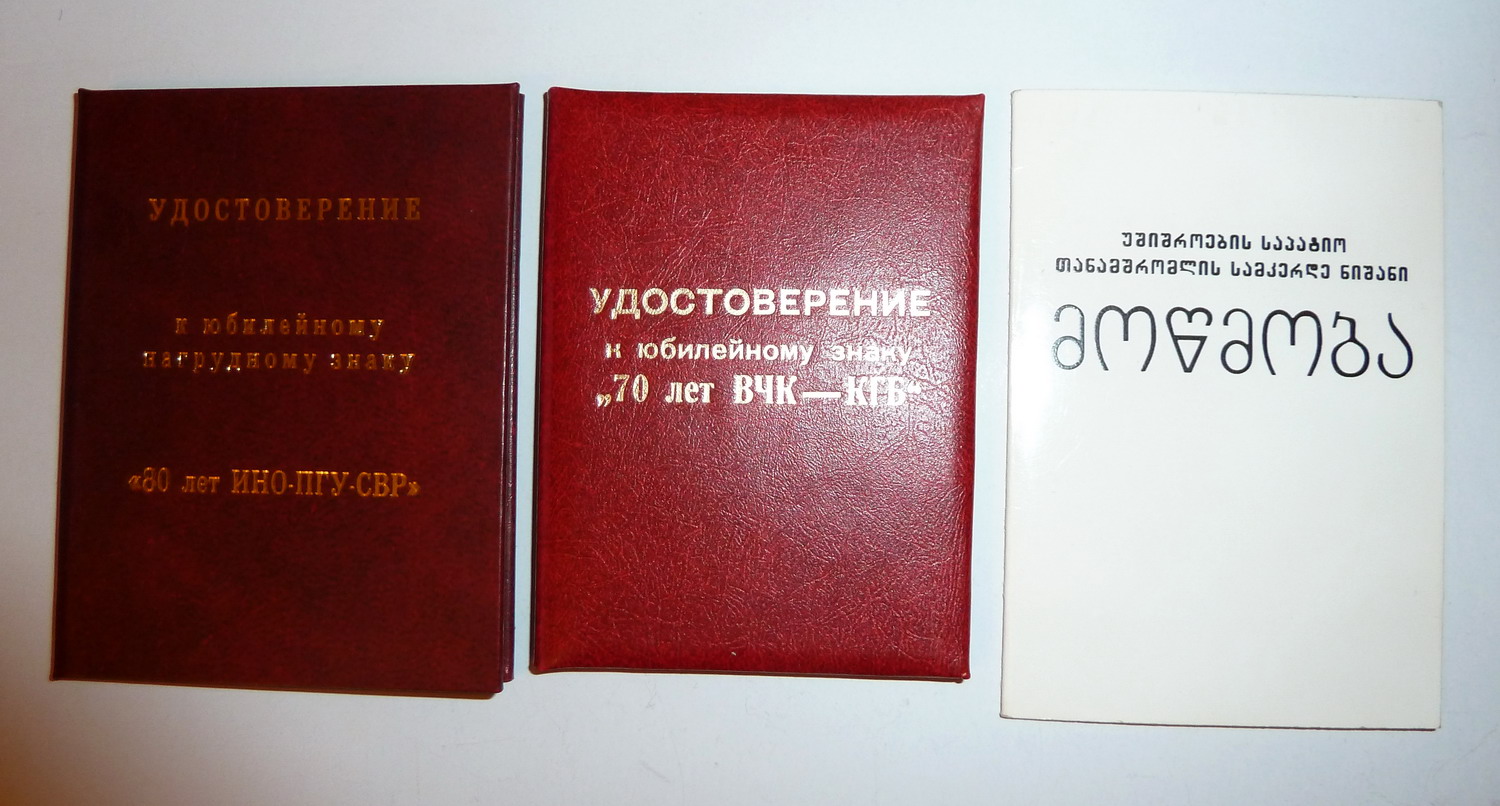 УДОСТОВЕРЕНИЕ
к юбилейному
нагрудному знаку
«80 лет ИНО-ПГУ-СВР»
УДОСТОВЕРЕНИЕ
к юбилейному знаку
„70 лет ВЧК—КГБ“
უშიშროების საპატიო
თანამშრომლის სამკერდე ნიშანი
მოწმობა